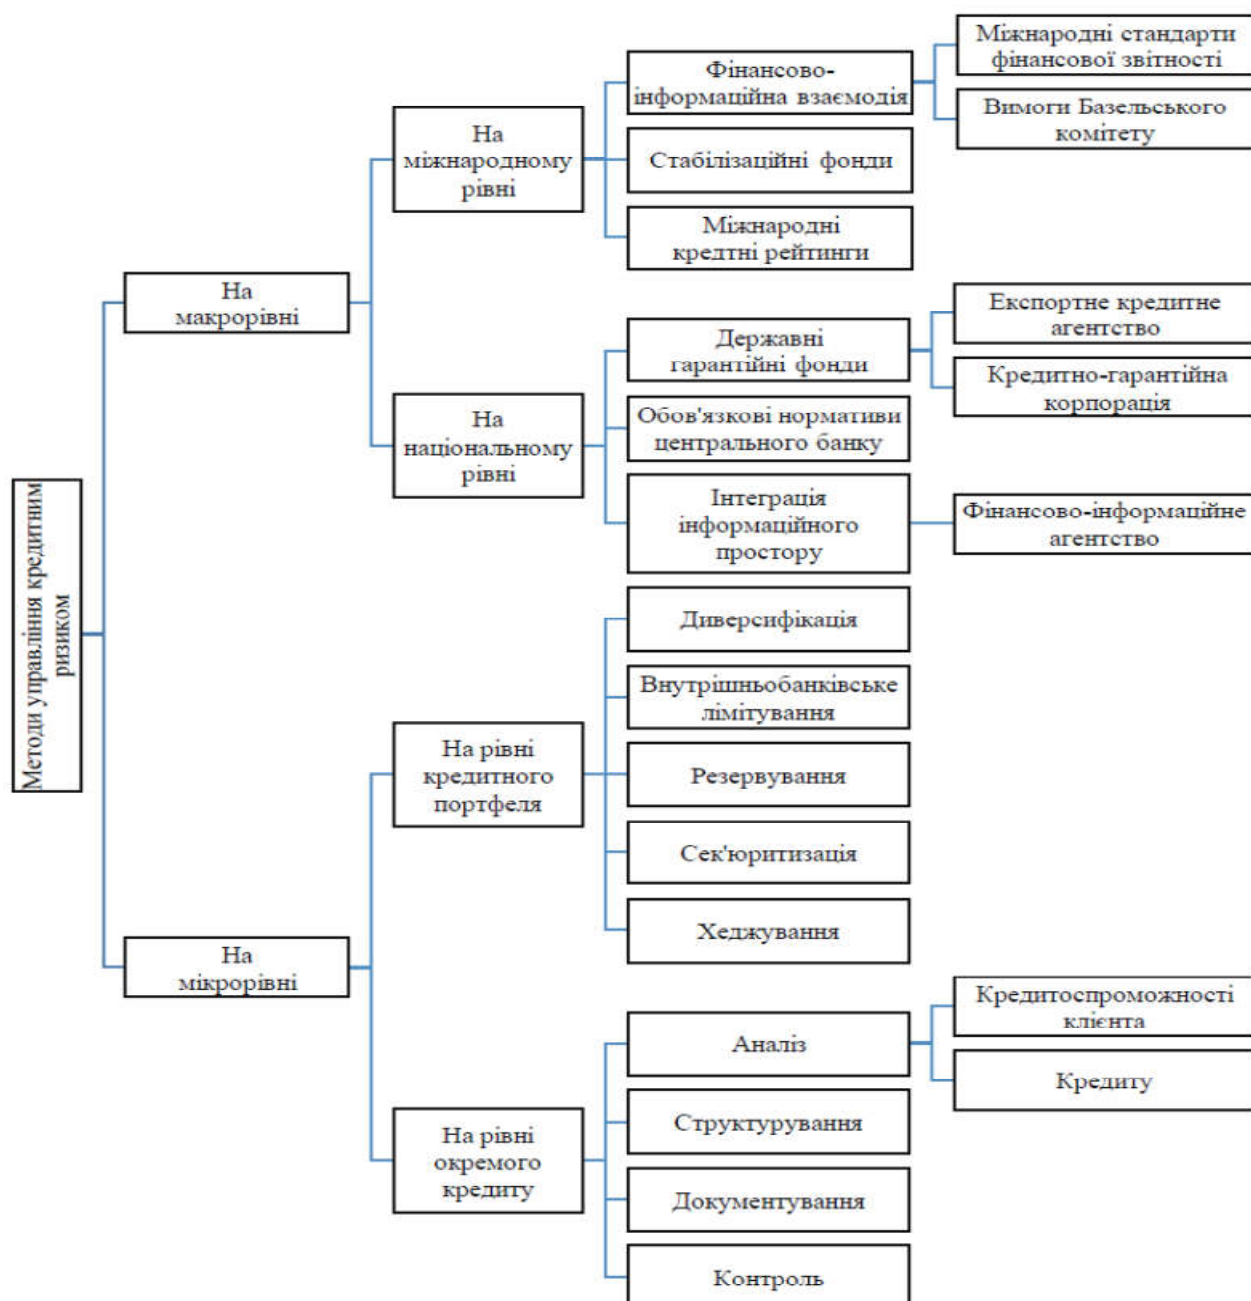 Методи управління кредитним
ризиком
На
макрорівні
На
міжнародному
рівні
Фінансово-
інформаційна взаємодія
Міжнародні стандарти
фінансової звітності
Вимоги Базельського
комітету
Стабілізаційні фонди
Міжнародні
кредтні рейтинги
На
національному
рівні
Державні
гарантійні фонди
Експортне кредитне
агентство
Кредитно-гарантійна
корпорація
Обов'язкові нормативи
центрального банку
Інтеграція
інформаційного
простору
Фінансово-інформаційне
агентство
На
мікрорівні
На рівні
кредитного
портфеля
Диверсифікація
Внутрішньобанківське
лімітування
Резервування
Сек'юритизація
Хеджування
На рівні
окремого
кредиту
Аналіз
Кредитоспроможності
клієнта
Кредиту
Структурування
Документування
Контроль